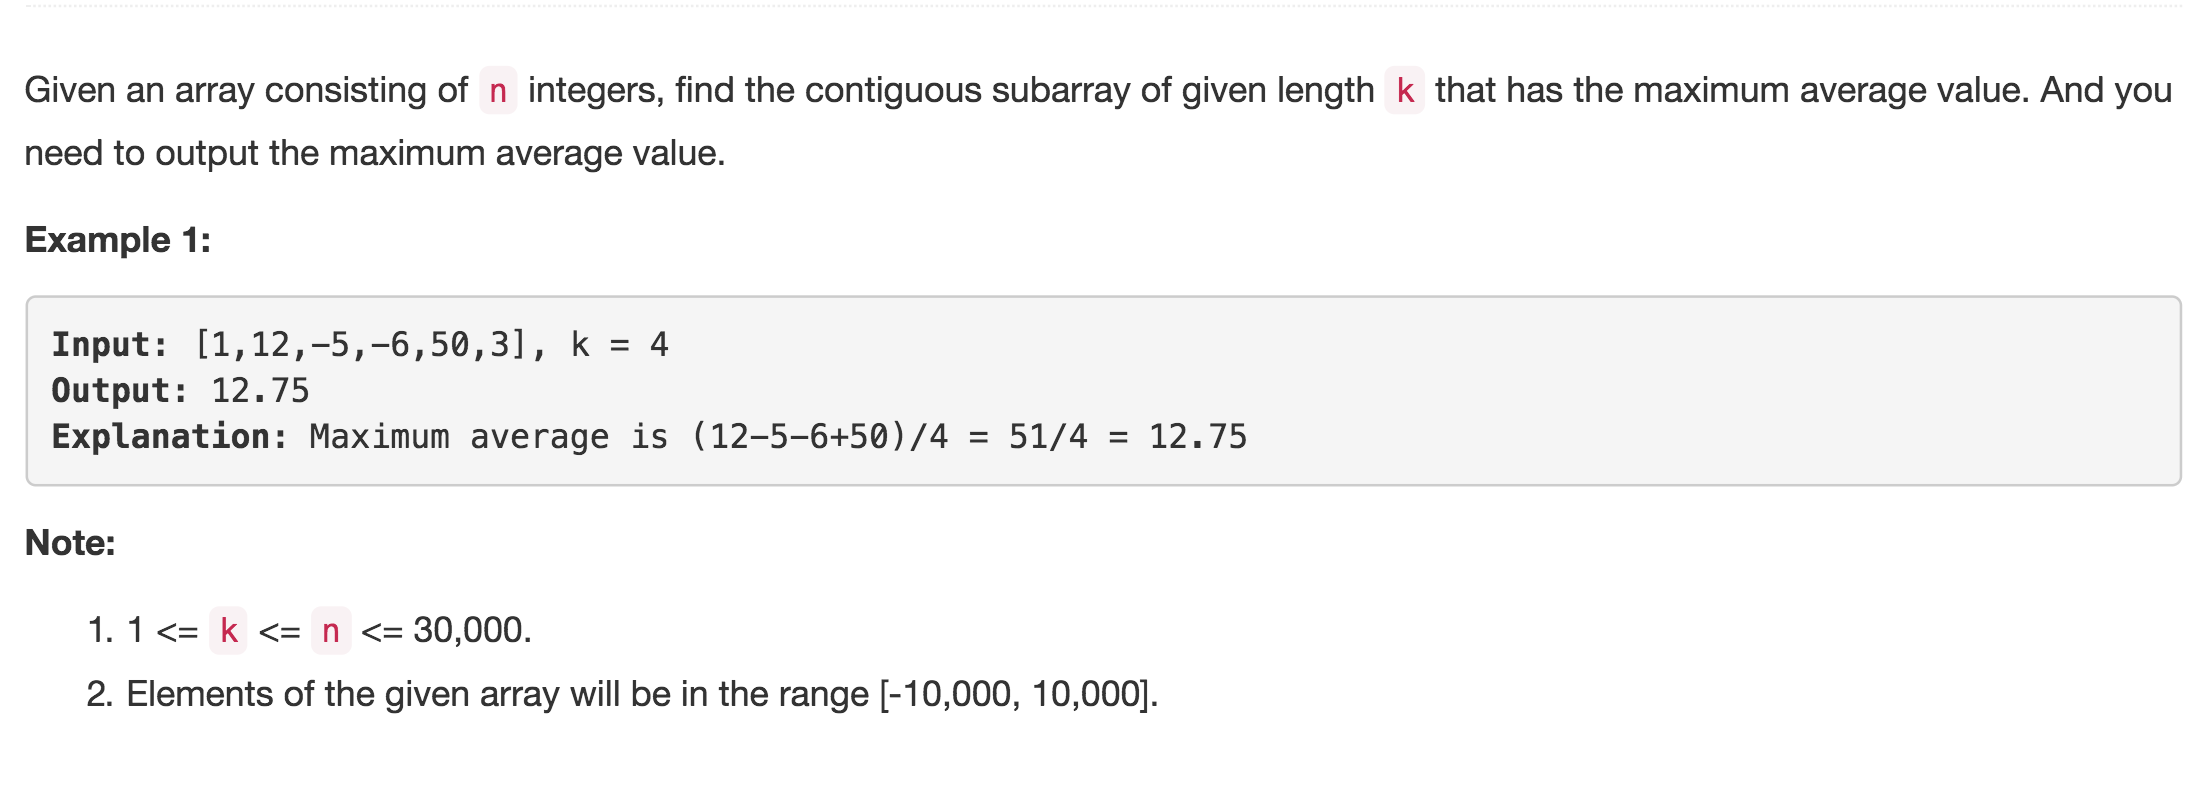 Given an array consisting of n integers, find the contiguous subarray of given length k that has the maximum average value. And you
need to output the maximum average value.
Example 1:
Input: [1,12,-5,-6,50,3], k = 4
Output: 12.75
Explanation: Maximum average is (12-5-6+50)/4 = 51/4 = 12.75
Note:
1. 1 <= k <= n <= 30,000.
2. Elements of the given array will be in the range [-10,000, 10,000].